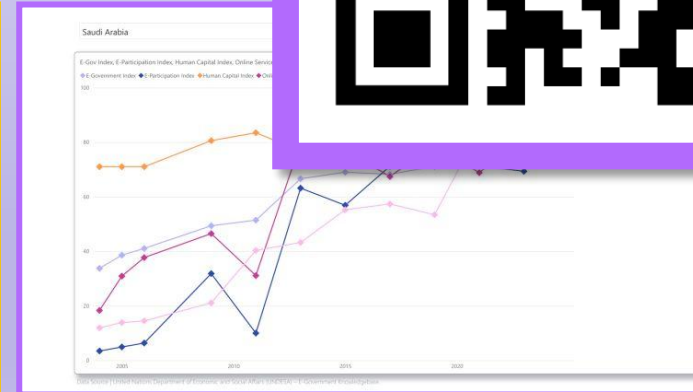 Saudi Arabia
E-Gov Index, E-Participation Index, Human Capital Index, Online Servic
E-Government Index E-Participation Index Human Capital Index Onli
100
80
60
40
20
0
2005 2010 2015 2020
Data Source | United Nations Department of Economic and Social Affairs (UNDESA) - E-Government Knowledgebase